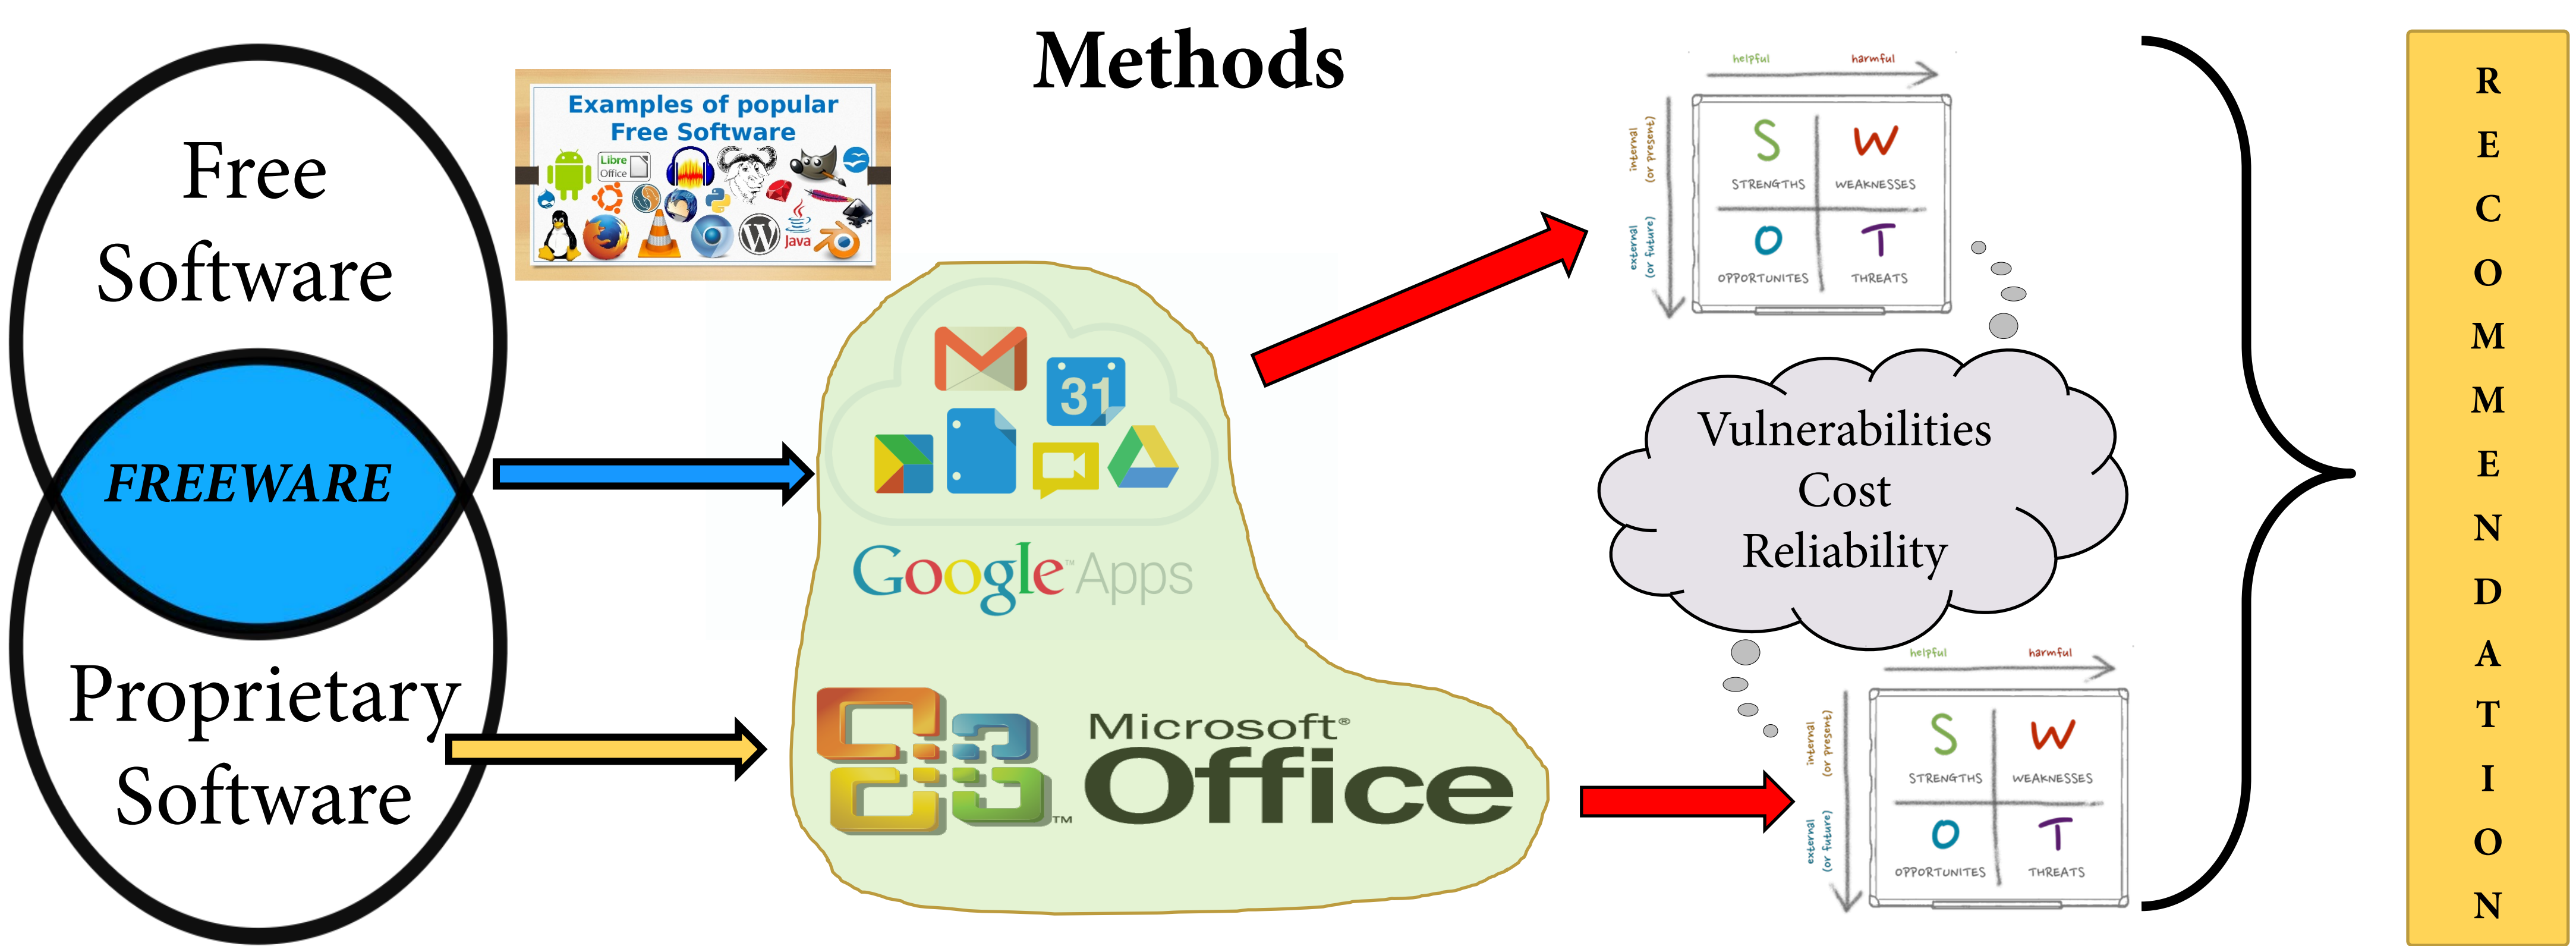 Methods
Free
Software
FREEWARE
Proprietary
Software
Examples of popular
Free Software
Libre
Office
Java
31
Google™ Apps
Microsoft®
Office
™
helpful
harmful
internal
(or present)
external
(or future)
S
W
STRENGTHS
WEAKNESSES
O
T
OPPORTUNITES
THREATS
Vulnerabilities
Cost
Reliability
helpful
harmful
internal
(or present)
external
(or future)
S
W
STRENGTHS
WEAKNESSES
O
T
OPPORTUNITES
THREATS
R
E
C
O
M
M
E
N
D
A
T
I
O
N